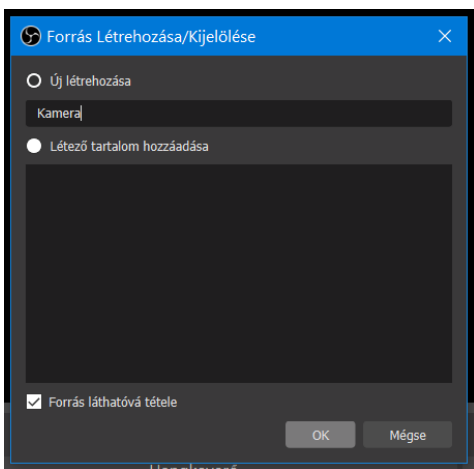 Forrás Létrehozása/Kijelölése
Új létrehozása
Kamera
Létező tartalom hozzáadása
Forrás láthatóvá tétele
OK Mégse